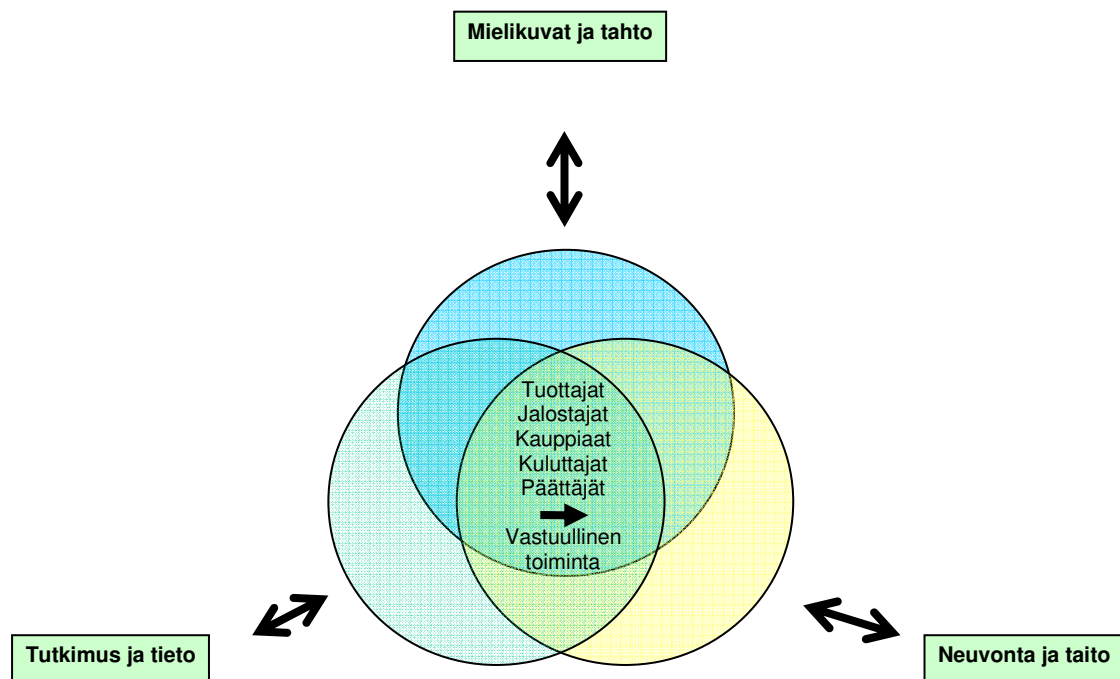 Mielikuvat ja tahto
Tuottajat
Jalostajat
Kauppiaat
Kuluttajat
Päättäjät
Vastuullinen
toiminta
Tutkimus ja tieto
Neuvonta ja taito